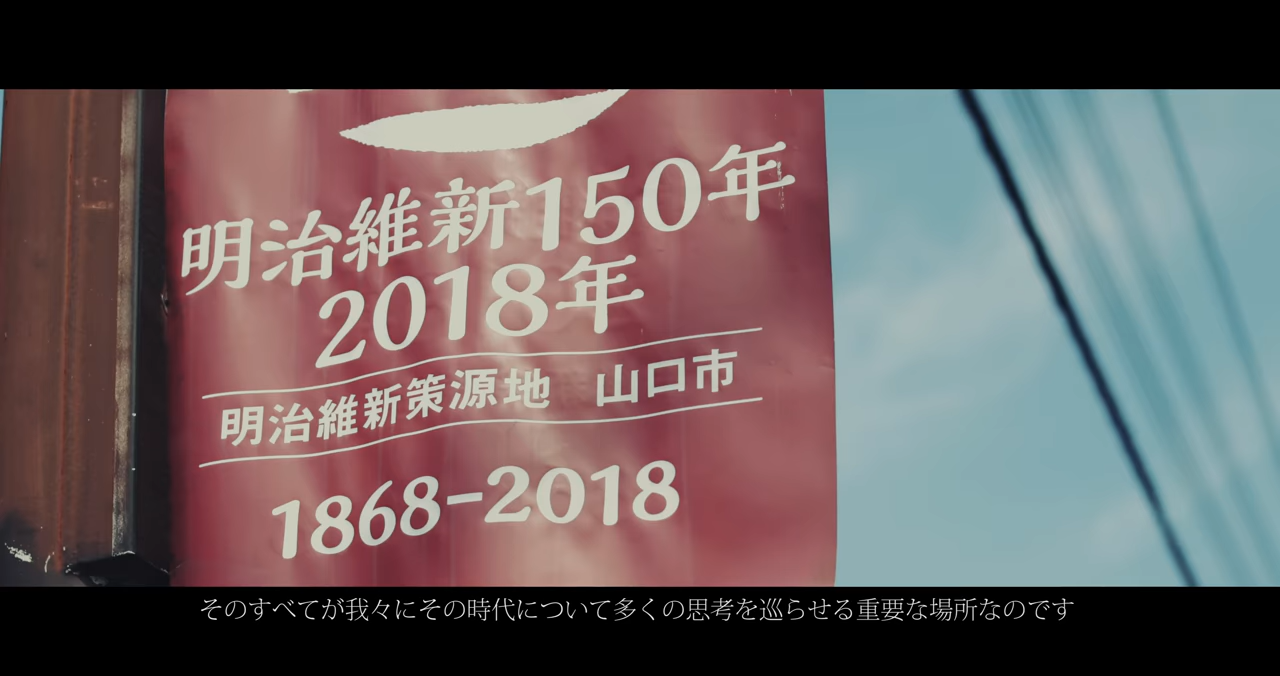 明治維新150年
2018年
明治維新策源地 山口市
1868-2018
そのすべてが我々にその時代について多くの思考を巡らせる重要な場所なのです